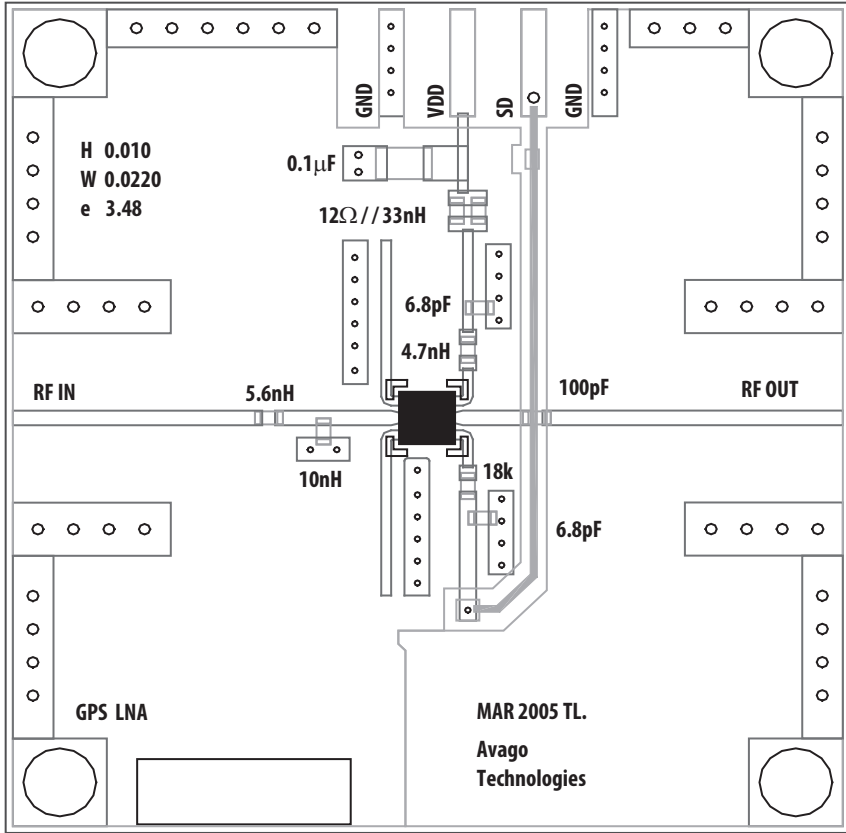 GND
VDD
SD
GND
H 0.010
W 0.0220
e 3.48
0.1μF
12Ω // 33nH
6.8pF
4.7nH
RF IN
5.6nH
100pF
RF OUT
10nH
18k
6.8pF
GPS LNA
MAR 2005 TL.
Avago
Technologies